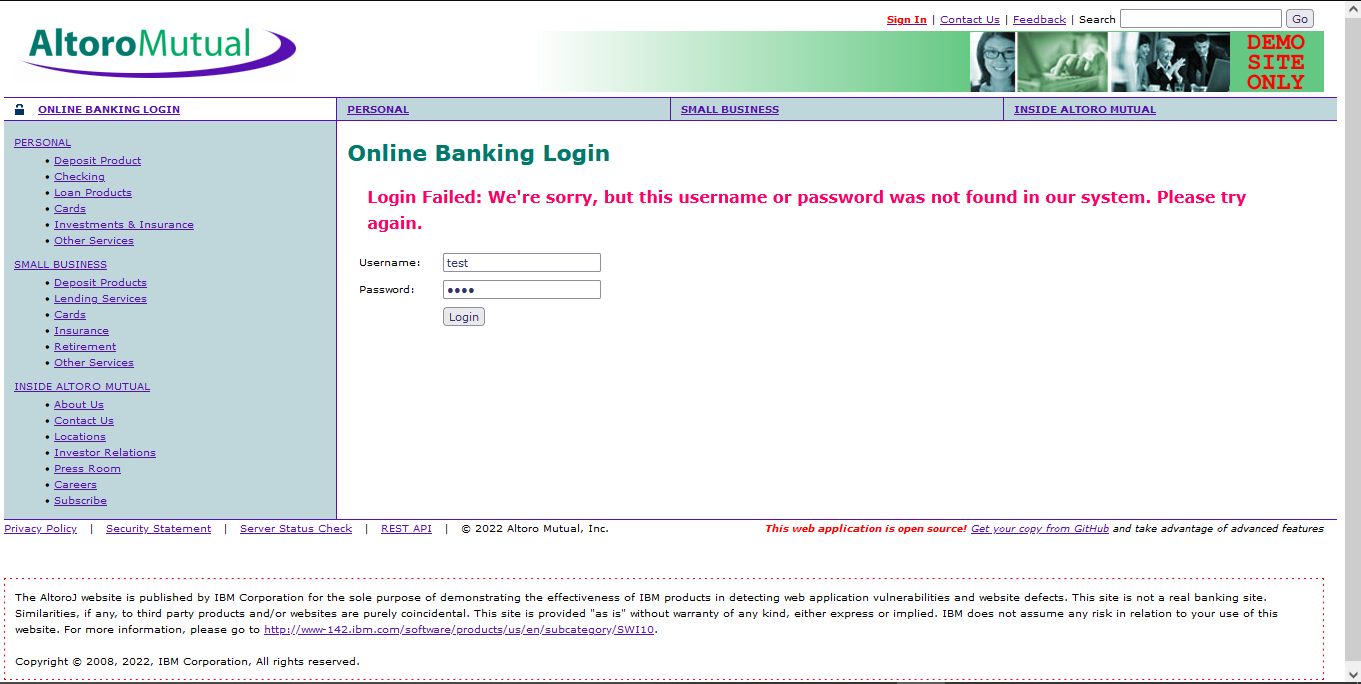 Sign In | Contact Us | Feedback | Search Go
AltoroMutual
DEMO
SITE
ONLY
ONLINE BANKING LOGIN
PERSONAL
SMALL BUSINESS
INSIDE ALTORO MUTUAL
PERSONAL
• Deposit Product
• Checking
• Loan Products
• Cards
• Investments & Insurance
• Other Services
SMALL BUSINESS
• Deposit Products
• Lending Services
• Cards
• Insurance
• Retirement
• Other Services
INSIDE ALTORO MUTUAL
• About Us
• Contact Us
• Locations
• Investor Relations
• Press Room
• Careers
• Subscribe
Online Banking Login
Login Failed: We're sorry, but this username or password was not found in our system. Please try
again.
Username: test
Password: ••••
Login
Privacy Policy | Security Statement | Server Status Check | REST API | © 2022 Altoro Mutual, Inc.
This web application is open source! Get your copy from GitHub and take advantage of advanced features
The AltoroJ website is published by IBM Corporation for the sole purpose of demonstrating the effectiveness of IBM products in detecting web application vulnerabilities and website defects. This site is not a real banking site.
Similarities, if any, to third party products and/or websites are purely coincidental. This site is provided "as is" without warranty of any kind, either express or implied. IBM does not assume any risk in relation to your use of this
website. For more information, please go to http://www-142.ibm.com/software/products/us/en/subcategory/SWI10.
Copyright © 2008, 2022, IBM Corporation, All rights reserved.